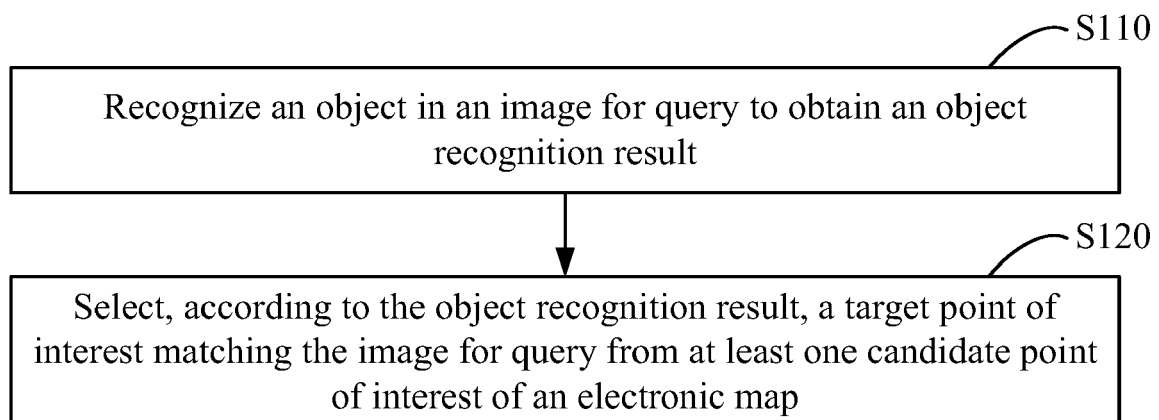 S110
Recognize an object in an image for query to obtain an object
recognition result
S120
Select, according to the object recognition result, a target point of
interest matching the image for query from at least one candidate point
of interest of an electronic map